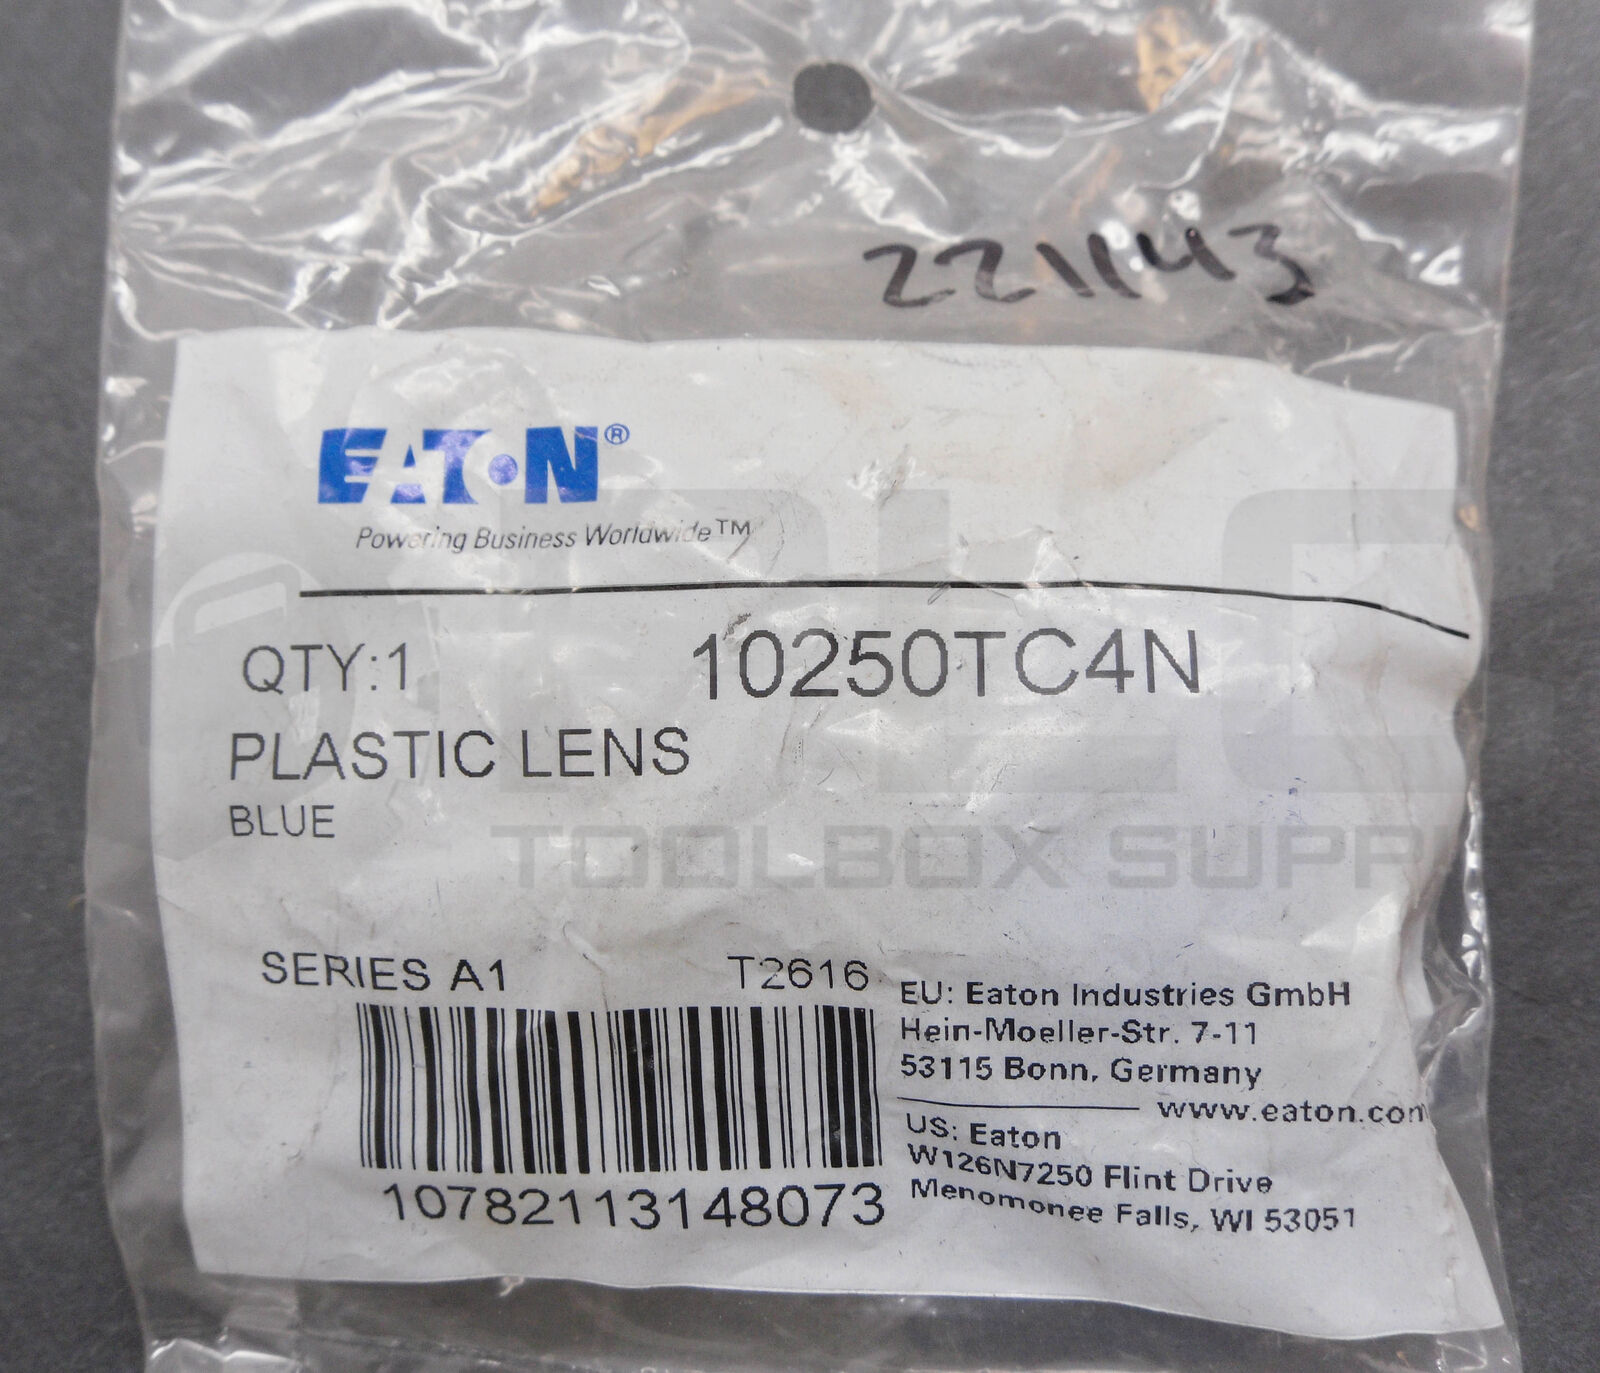 221143
EATON®
Powering Business Worldwide™
QTY:1
10250TC4N
PLASTIC LENS
BLUE
TOOLBOX SUPP
SERIES A1
T2616
10782113148073
EU: Eaton Industries GmbH
Hein-Moeller-Str. 7-11
53115 Bonn, Germany
www.eaton.com
US: Eaton
W126N7250 Flint Drive
Menomonee Falls, WI 53051